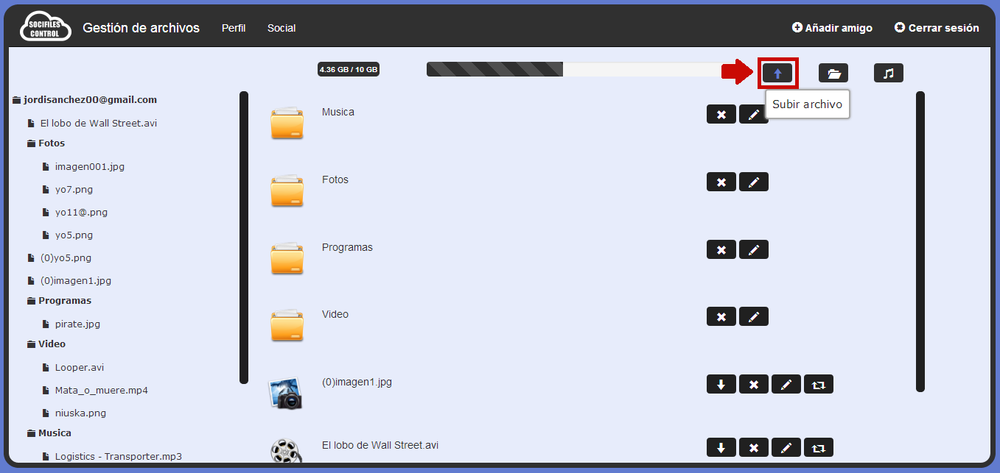 SOCIFILES
CONTROL
Gestión de archivos
Perfil
Social
Añadir amigo
Cerrar sesión
4.36 GB / 10 GB
Subir archivo
jordisanchez00@gmail.com
El lobo de Wall Street.avi
Fotos
imagen001.jpg
yo7.png
yo11@.png
yo5.png
(0)yo5.png
(0)imagen1.jpg
Programas
pirate.jpg
Video
Looper.avi
Mata_o_muere.mp4
niuska.png
Musica
Logistics - Transporter.mp3
Musica
Fotos
Programas
Video
(0)imagen1.jpg
El lobo de Wall Street.avi